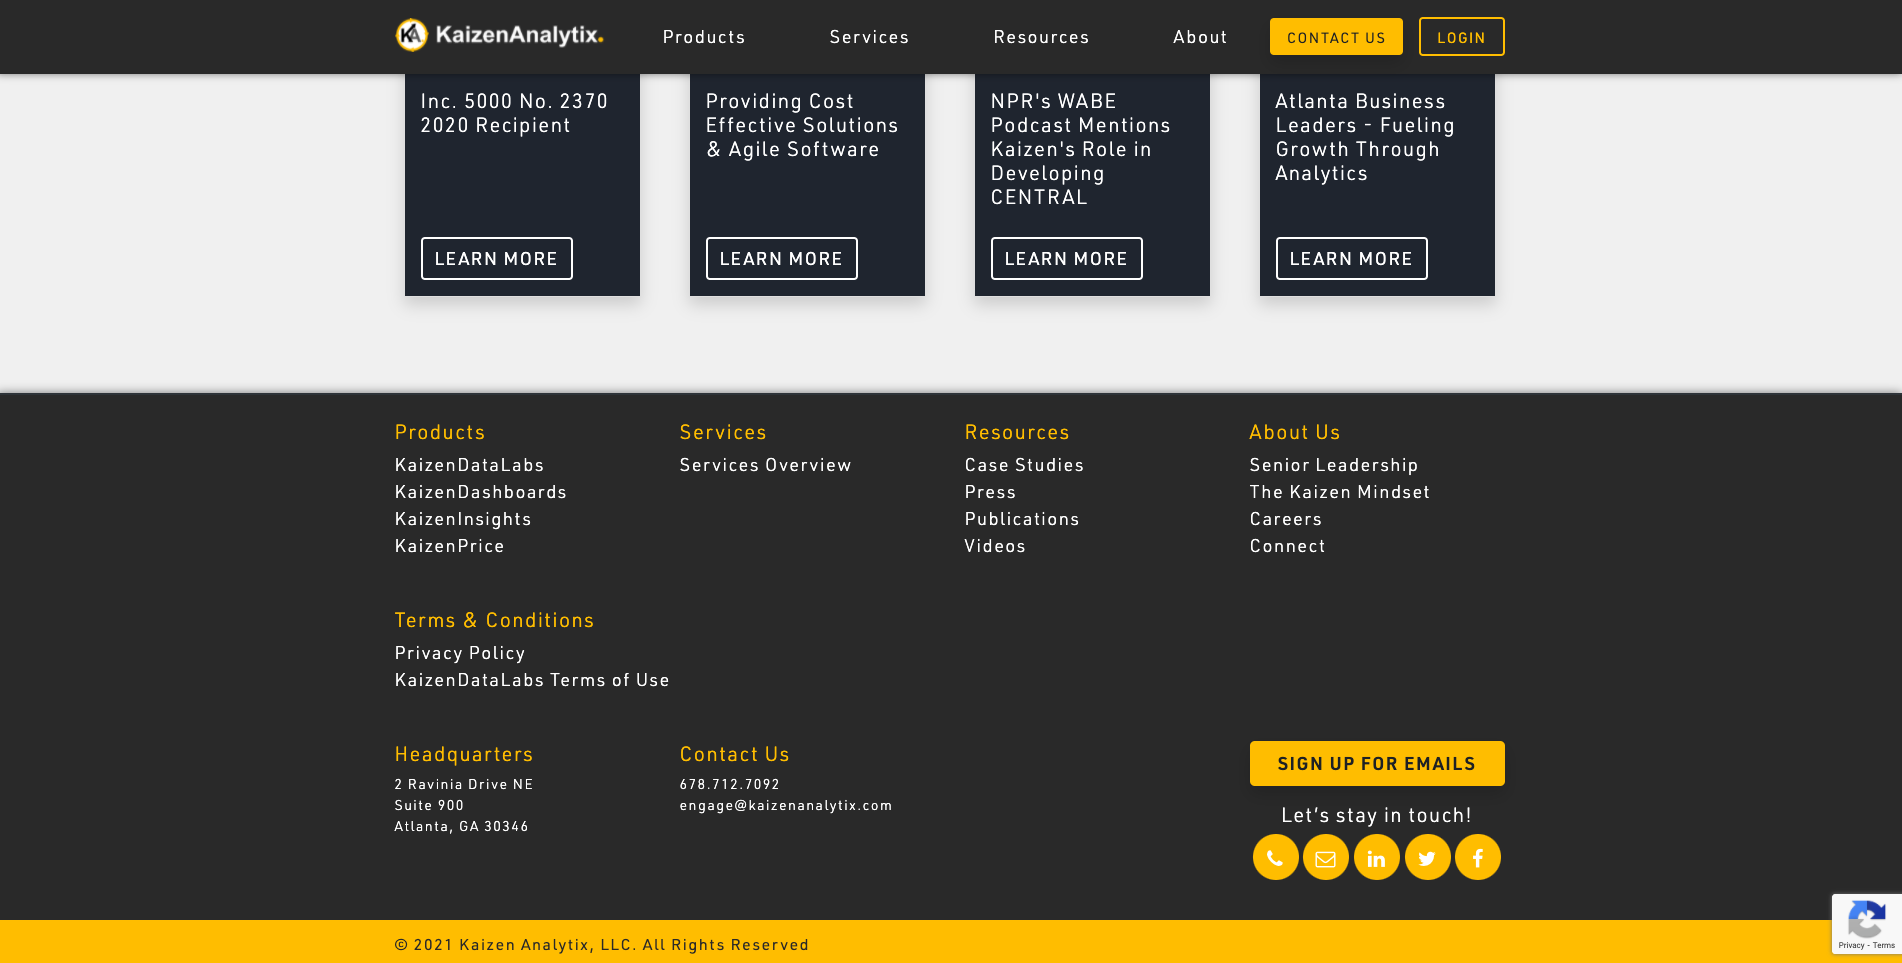 KaizenAnalytix.
Products
Services
Resources
About
CONTACT US
LOGIN
Inc. 5000 No. 2370
2020 Recipient
LEARN MORE
Providing Cost
Effective Solutions
& Agile Software
LEARN MORE
NPR's WABE
Podcast Mentions
Kaizen's Role in
Developing
CENTRAL
LEARN MORE
Atlanta Business
Leaders - Fueling
Growth Through
Analytics
LEARN MORE
Products
KaizenDataLabs
KaizenDashboards
KaizenInsights
KaizenPrice
Services
Services Overview
Resources
Case Studies
Press
Publications
Videos
About Us
Senior Leadership
The Kaizen Mindset
Careers
Connect
Terms & Conditions
Privacy Policy
KaizenDataLabs Terms of Use
Headquarters
2 Ravinia Drive NE
Suite 900
Atlanta, GA 30346
Contact Us
678.712.7092
engage@kaizenanalytix.com
SIGN UP FOR EMAILS
Let’s stay in touch!
© 2021 Kaizen Analytix, LLC. All Rights Reserved
Privacy - Terms